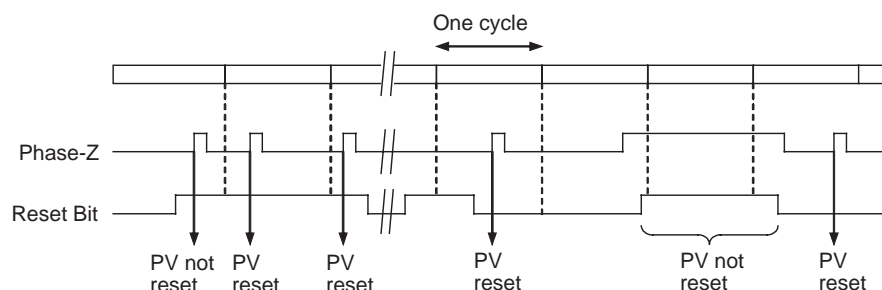 One cycle
Phase-Z
Reset Bit
PV not
reset
PV
reset
PV
reset
PV
reset
PV not
reset
PV
reset